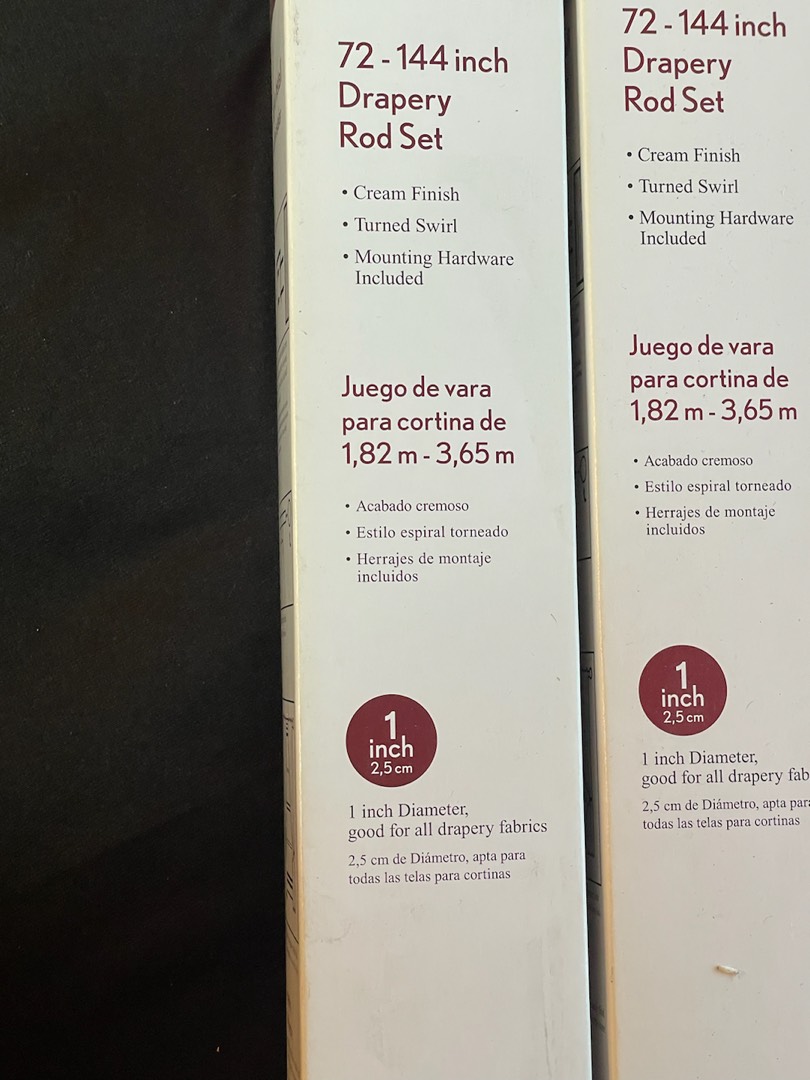 72 - 144 inch
Drapery
Rod Set
• Cream Finish
• Turned Swirl
• Mounting Hardware
Included
Juego de vara
para cortina de
1,82 m - 3,65 m
• Acabado cremoso
• Estilo espiral torneado
• Herrajes de montaje
incluidos
1
inch
2,5 cm
1 inch Diameter,
good for all drapery fabrics
2,5 cm de Diámetro, apta para
todas las telas para cortinas
72 - 144 inch
Drapery
Rod Set
• Cream Finish
• Turned Swirl
• Mounting Hardware
Included
Juego de vara
para cortina de
1,82 m - 3,65 m
• Acabado cremoso
• Estilo espiral torneado
• Herrajes de montaje
incluidos
1
inch
2,5 cm
1 inch Diameter,
good for all drapery fab
2,5 cm de Diámetro, apta par
todas las telas para cortinas